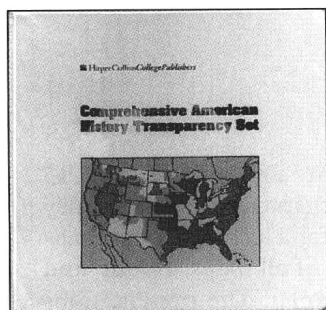 HarperCollinsCollegePublishers
Comprehensive American
History Transparency Set